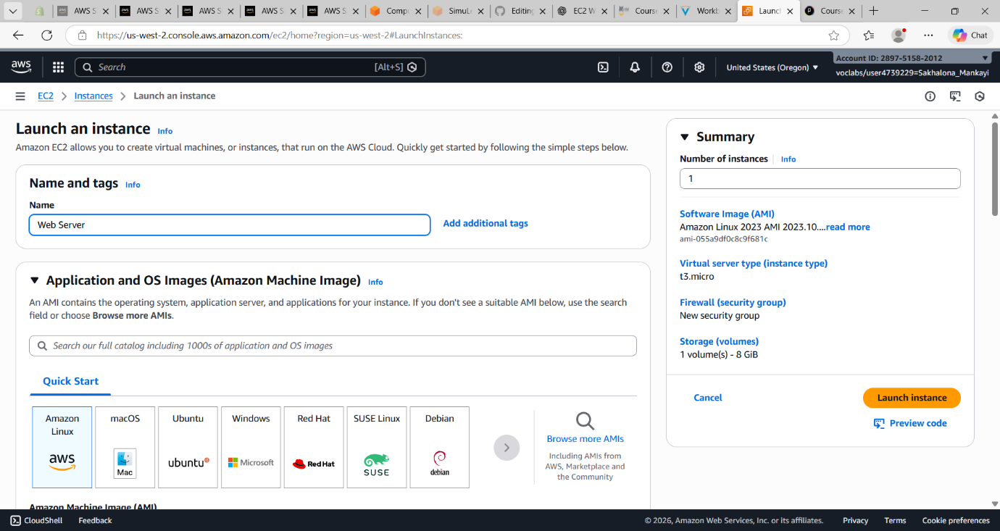 AWS S
AWS S
AWS S
AWS S
AWS S
Compu
SimuLe
Editing
EC2 W
Course
Workb
Launch
Course
https://us-west-2.console.aws.amazon.com/ec2/home?region=us-west-2#LaunchInstances:
Chat
aws
Search
[Alt+S]
United States (Oregon)
Account ID: 2897-5158-2012
voclabs/user4739229=Sakhalona_Mankayi
EC2 > Instances > Launch an instance
Launch an instance Info
Amazon EC2 allows you to create virtual machines, or instances, that run on the AWS Cloud. Quickly get started by following the simple steps below.
Name and tags Info
Name
Web Server
Add additional tags
Application and OS Images (Amazon Machine Image) Info
An AMI contains the operating system, application server, and applications for your instance. If you don't see a suitable AMI below, use the search
field or choose Browse more AMIs.
Search our full catalog including 1000s of application and OS images
Quick Start
Amazon
Linux
aws
macOS
Mac
Ubuntu
ubuntu
Windows
Microsoft
Red Hat
Red Hat
SUSE Linux
SUSE
Debian
debian
Browse more AMIs
Including AMIs from
AWS, Marketplace and
the Community
Amazon Machine Image (AMI)
Summary
Number of instances Info
1
Software Image (AMI)
Amazon Linux 2023 AMI 2023.10....read more
ami-055a9df0c8c9f681c
Virtual server type (instance type)
t3.micro
Firewall (security group)
New security group
Storage (volumes)
1 volume(s) - 8 GiB
Cancel
Launch instance
Preview code
CloudShell
Feedback
© 2026, Amazon Web Services, Inc. or its affiliates.
Privacy
Terms
Cookie preferences